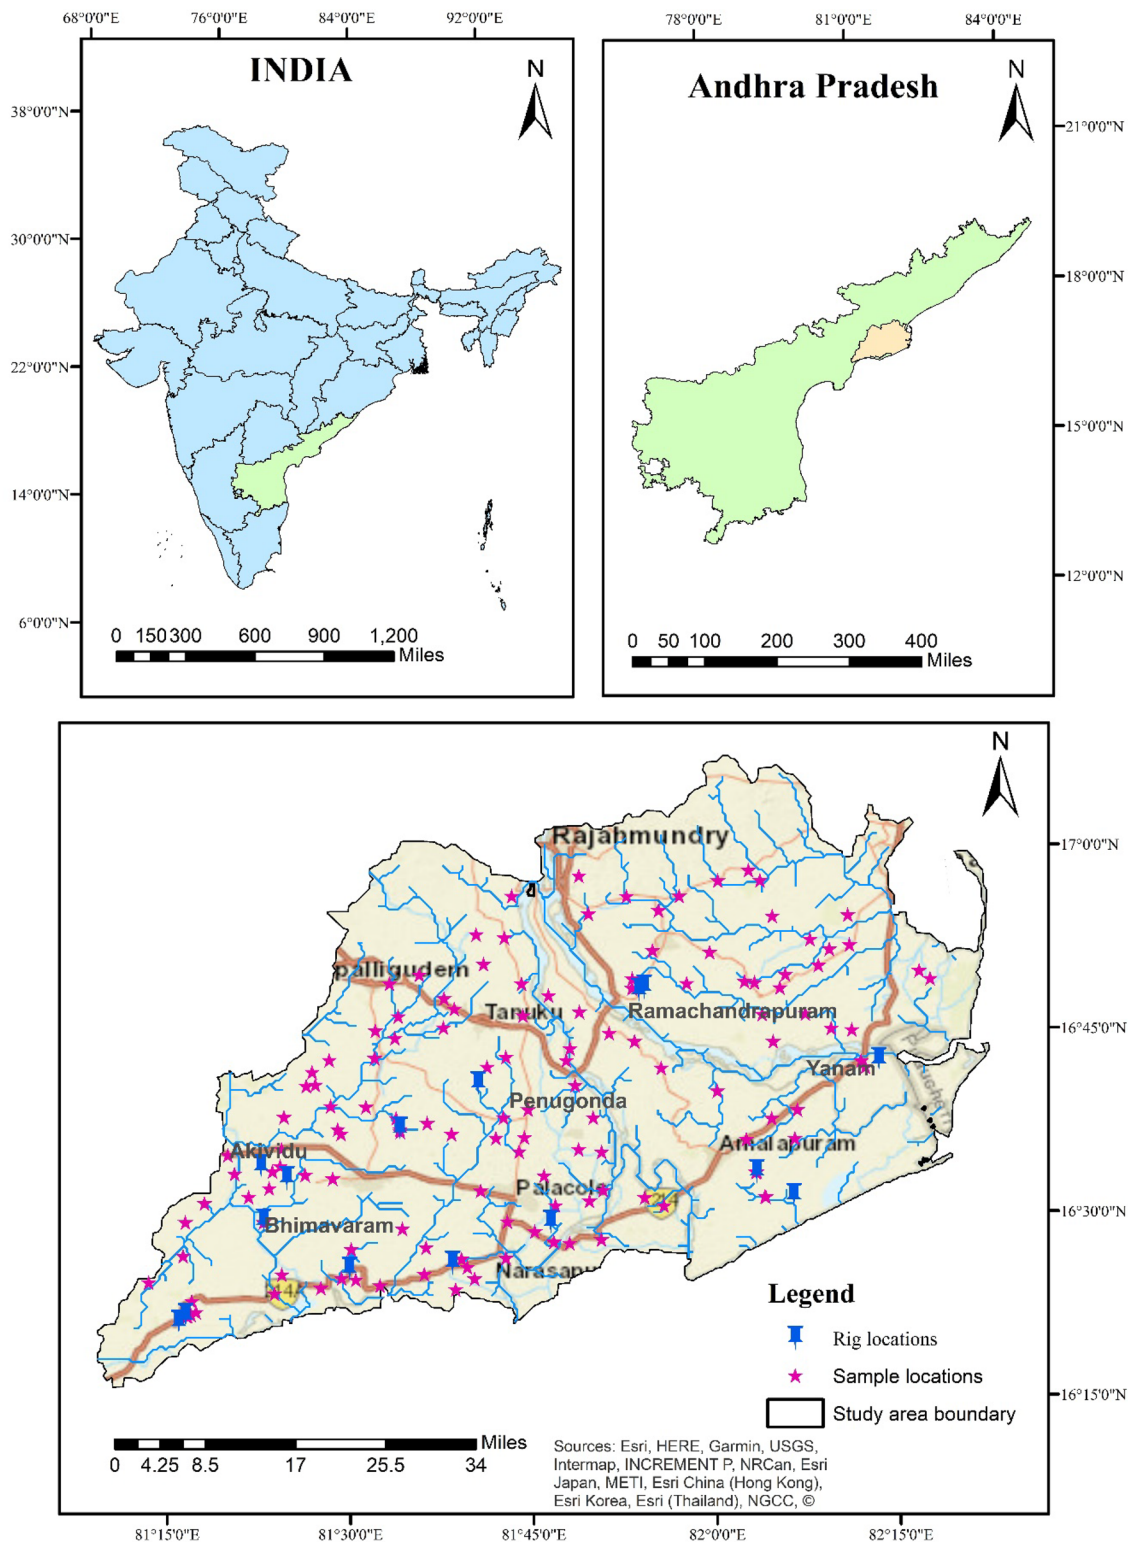 68°0'0"E 76°0'0"E 84°0'0"E 92°0'0"E
INDIA
N
38°0'0"N
30°0'0"N
22°0'0"N
14°0'0"N
6°0'0"N
0 150 300 600 900 1,200
Miles
78°0'0"E 81°0'0"E 84°0'0"E
Andhra Pradesh
N
21°0'0"N
18°0'0"N
15°0'0"N
12°0'0"N
0 50 100 200 300 400
Miles
N
Rajahmundry
17°0'0"N
palligudem
Tanuku
Ramachandrapuram
16°45'0"N
Yanam
Penugonda
Amalapuram
Akividu
Palacole
214
16°30'0"N
Bhimavaram
Narasapu
214A
Legend
Rig locations
Sample locations
Study area boundary
16°15'0"N
Miles
0 4.25 8.5 17 25.5 34
Sources: Esri, HERE, Garmin, USGS,
Intermap, INCREMENT P, NRCan, Esri
Japan, METI, Esri China (Hong Kong),
Esri Korea, Esri (Thailand), NGCC, ©
81°15'0"E 81°30'0"E 81°45'0"E 82°0'0"E 82°15'0"E